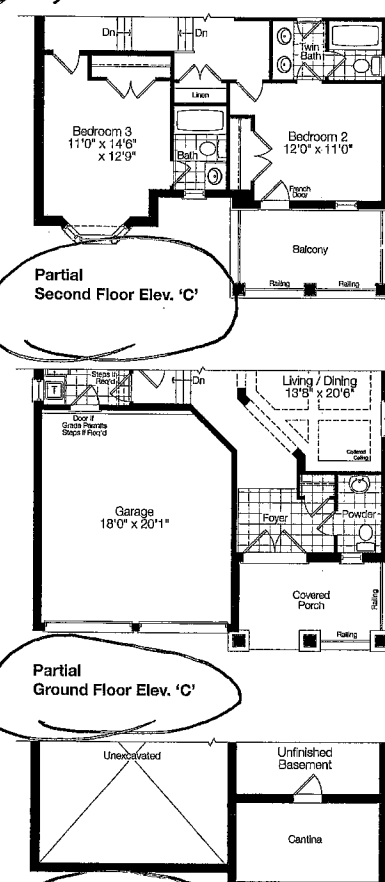 Dn
Dn
Twin
Bath
Linen
Bedroom 3
11'0" x 14'6"
x 12'9"
Bath
Bedroom 2
12'0" x 11'0"
French
Door
Balcony
Railing
Railing
Partial
Second Floor Elev. 'C'
Steps If
Req'd
T
Dn
Living / Dining
13'8" x 20'6"
Door If
Grade Permits
Steps If Req'd
Coffered
Ceiling
Garage
18'0" x 20'1"
Foyer
Powder
Covered
Porch
Railing
Railing
Partial
Ground Floor Elev. 'C'
Unexcavated
Unfinished
Basement
Cantina